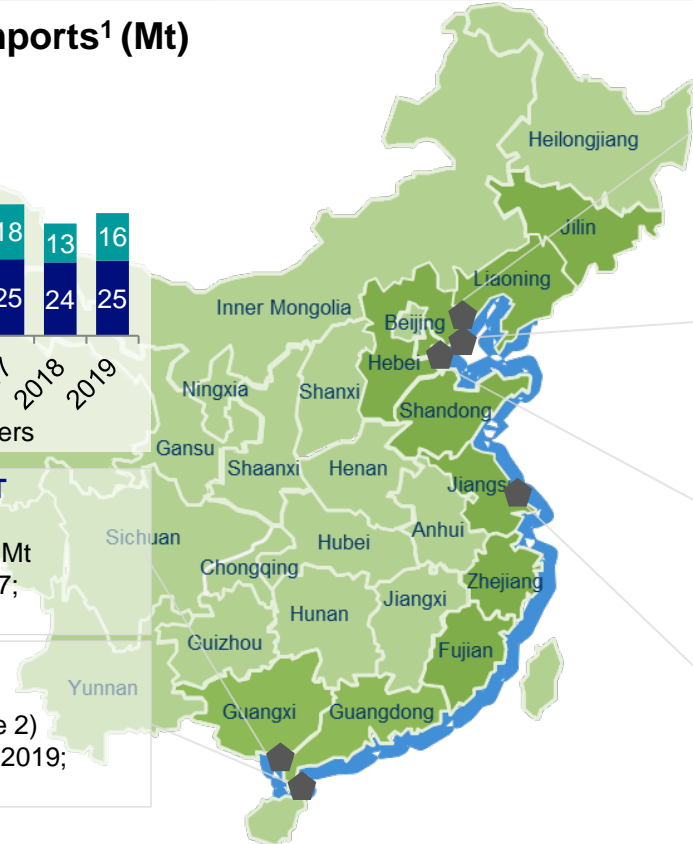 nports¹ (Mt)
18 13 16
25 24 25
7 2018 2019
ers
T
Mt
7;
e 2)
2019;
Heilongjiang
Jilin
Liaoning
Inner Mongolia
Beijing
Hebei
Ningxia
Shanxi
Shandong
Gansu
Shaanxi
Henan
Jiangs
Sichuan
Hubei
Anhui
Chongqing
Zhejiang
Hunan
Jiangxi
Guizhou
Fujian
Yunnan
Guangxi
Guangdong